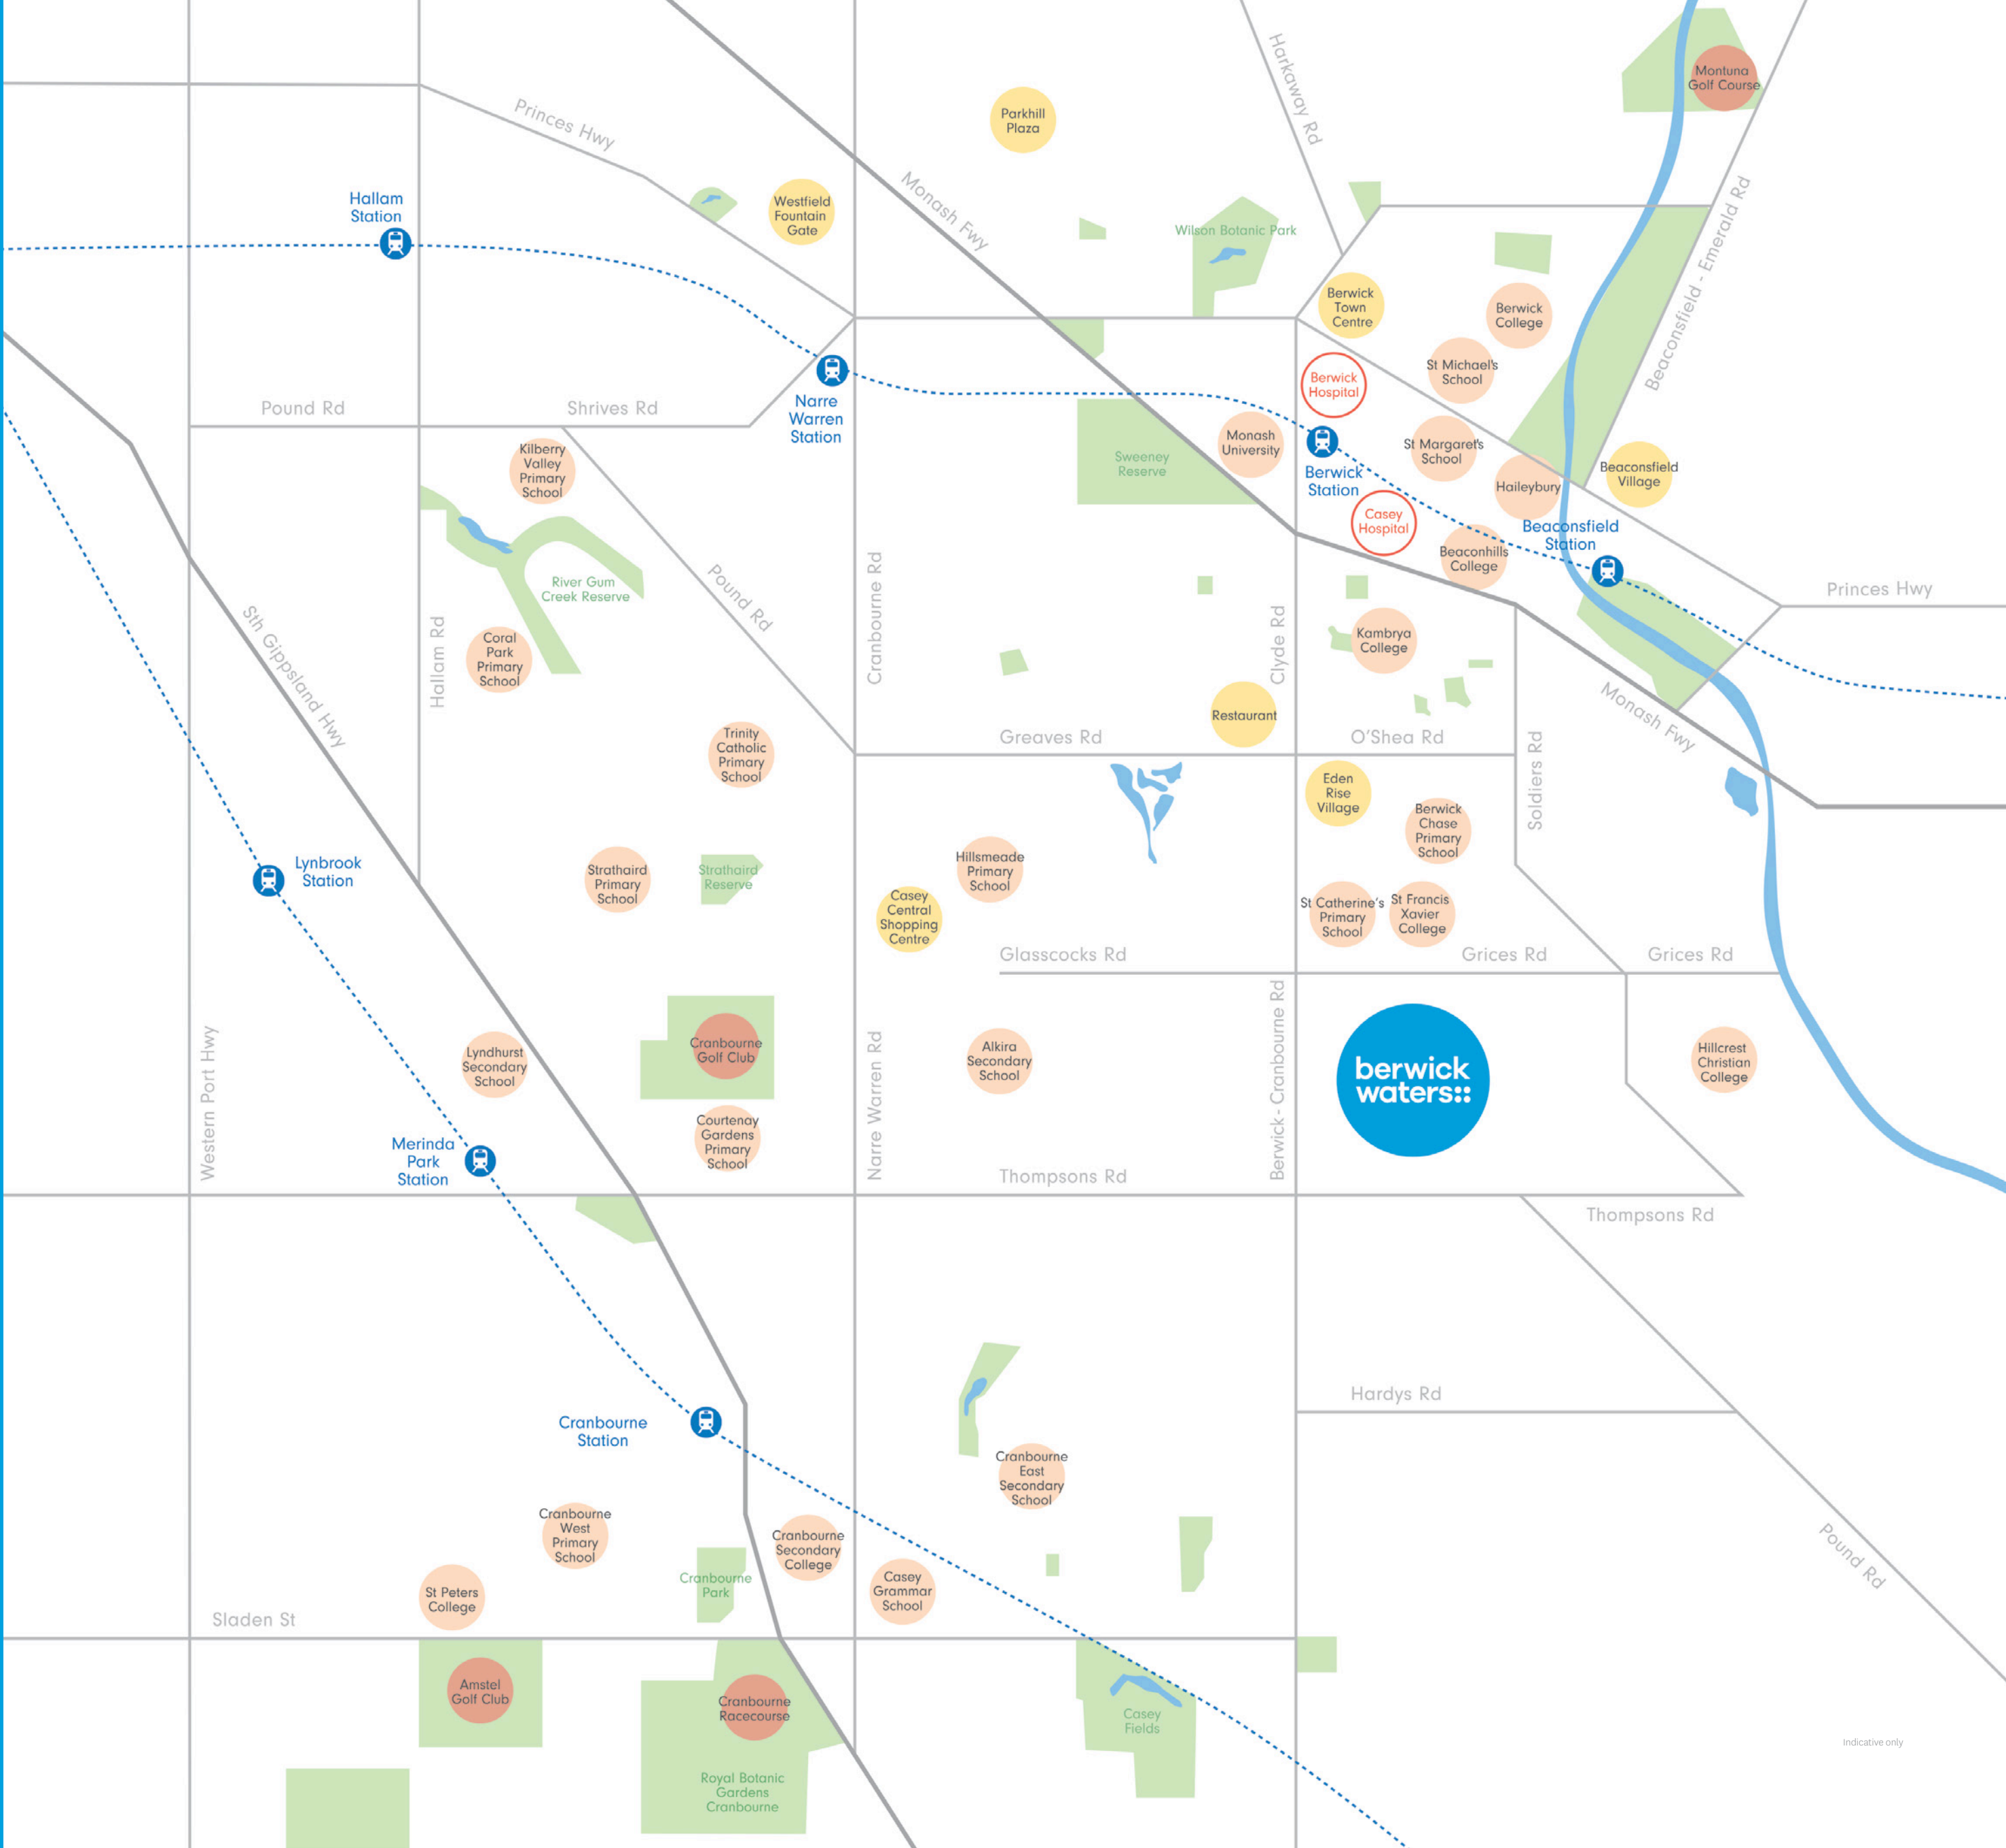 Montuna
Golf Course
Harkaway Rd
Parkhill
Plaza
Princes Hwy
Monash Fwy
Hallam
Station
Westfield
Fountain
Gate
Wilson Botanic Park
Beaconsfield - Emerald Rd
Berwick
Town
Centre
Berwick
College
St Michael's
School
Berwick
Hospital
Pound Rd
Shrives Rd
Narre
Warren
Station
Monash
University
St Margaret's
School
Sweeney
Reserve
Berwick
Station
Haileybury
Beaconsfield
Village
Kilberry
Valley
Primary
School
Casey
Hospital
Beaconsfield
Station
Beaconhills
College
River Gum
Creek Reserve
Pound Rd
Cranbourne Rd
Clyde Rd
Princes Hwy
Sth Gippsland Hwy
Hallam Rd
Coral
Park
Primary
School
Kambrya
College
Restaurant
Monash Fwy
Trinity
Catholic
Primary
School
Greaves Rd
O'Shea Rd
Soldiers Rd
Eden
Rise
Village
Berwick
Chase
Primary
School
Lynbrook
Station
Strathaird
Primary
School
Strathaird
Reserve
Hillsmeade
Primary
School
Casey
Central
Shopping
Centre
St Catherine's
Primary
School
St Francis
Xavier
College
Glasscocks Rd
Grices Rd
Grices Rd
Western Port Hwy
Lyndhurst
Secondary
School
Cranbourne
Golf Club
Narre Warren Rd
Alkira
Secondary
School
Berwick - Cranbourne Rd
berwick
waters::
Hillcrest
Christian
College
Courtenay
Gardens
Primary
School
Merinda
Park
Station
Thompsons Rd
Thompsons Rd
Hardys Rd
Cranbourne
Station
Cranbourne
East
Secondary
School
Cranbourne
West
Primary
School
Cranbourne
Secondary
College
Pound Rd
Cranbourne
Park
St Peters
College
Casey
Grammar
School
Sladen St
Amstel
Golf Club
Cranbourne
Racecourse
Casey
Fields
Indicative only
Royal Botanic
Gardens
Cranbourne